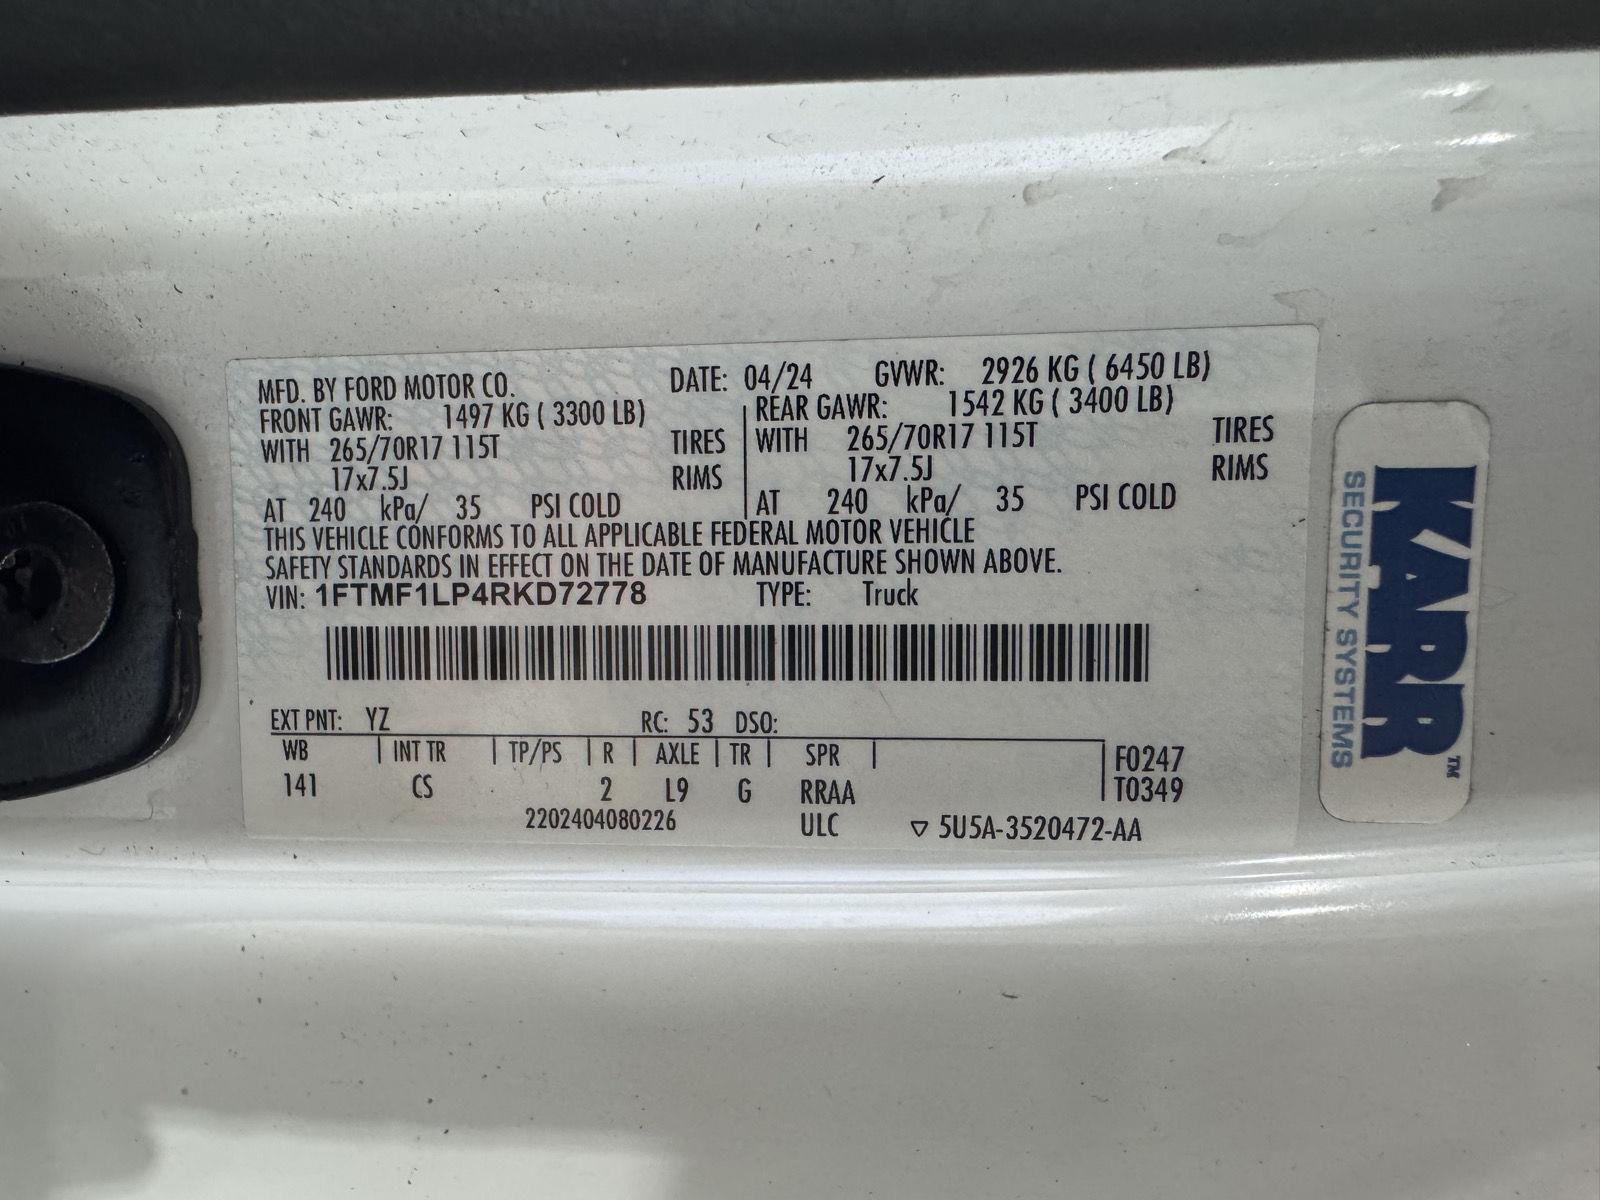 MFD. BY FORD MOTOR CO. DATE: 04/24 GVWR: 2926 KG ( 6450 LB)
FRONT GAWR: 1497 KG ( 3300 LB) REAR GAWR: 1542 KG ( 3400 LB)
WITH 265/70R17 115T TIRES WITH 265/70R17 115T TIRES
17x7.5J RIMS 17x7.5J RIMS
AT 240 kPa/ 35 PSI COLD AT 240 kPa/ 35 PSI COLD
THIS VEHICLE CONFORMS TO ALL APPLICABLE FEDERAL MOTOR VEHICLE
SAFETY STANDARDS IN EFFECT ON THE DATE OF MANUFACTURE SHOWN ABOVE.
VIN: 1FTMF1LP4RKD72778 TYPE: Truck
EXT PNT: YZ RC: 53 DSO:
WB INT TR TP/PS R AXLE TR SPR F0247
141 CS 2 L9 G RRAA T0349
2202404080226 ULC ▽ 5U5A-3520472-AA
KARR™
SECURITY SYSTEMS